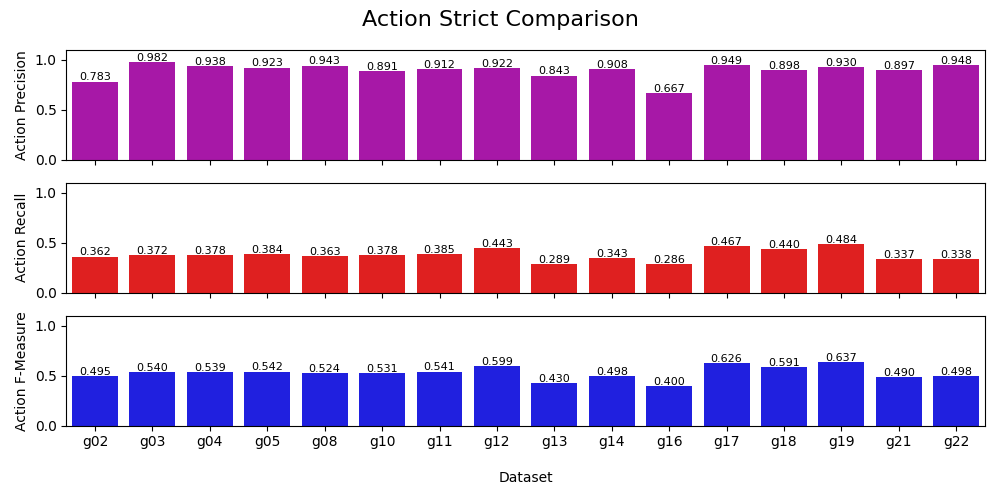 Action Strict Comparison
Action Precision
1.0
0.5
0.0
0.783 0.982 0.938 0.923 0.943 0.891 0.912 0.922 0.843 0.908 0.667 0.949 0.898 0.930 0.897 0.948
Action Recall
1.0
0.5
0.0
0.362 0.372 0.378 0.384 0.363 0.378 0.385 0.443 0.289 0.343 0.286 0.467 0.440 0.484 0.337 0.338
Action F-Measure
1.0
0.5
0.0
0.495 0.540 0.539 0.542 0.524 0.531 0.541 0.599 0.430 0.498 0.400 0.626 0.591 0.637 0.490 0.498
g02 g03 g04 g05 g08 g10 g11 g12 g13 g14 g16 g17 g18 g19 g21 g22
Dataset